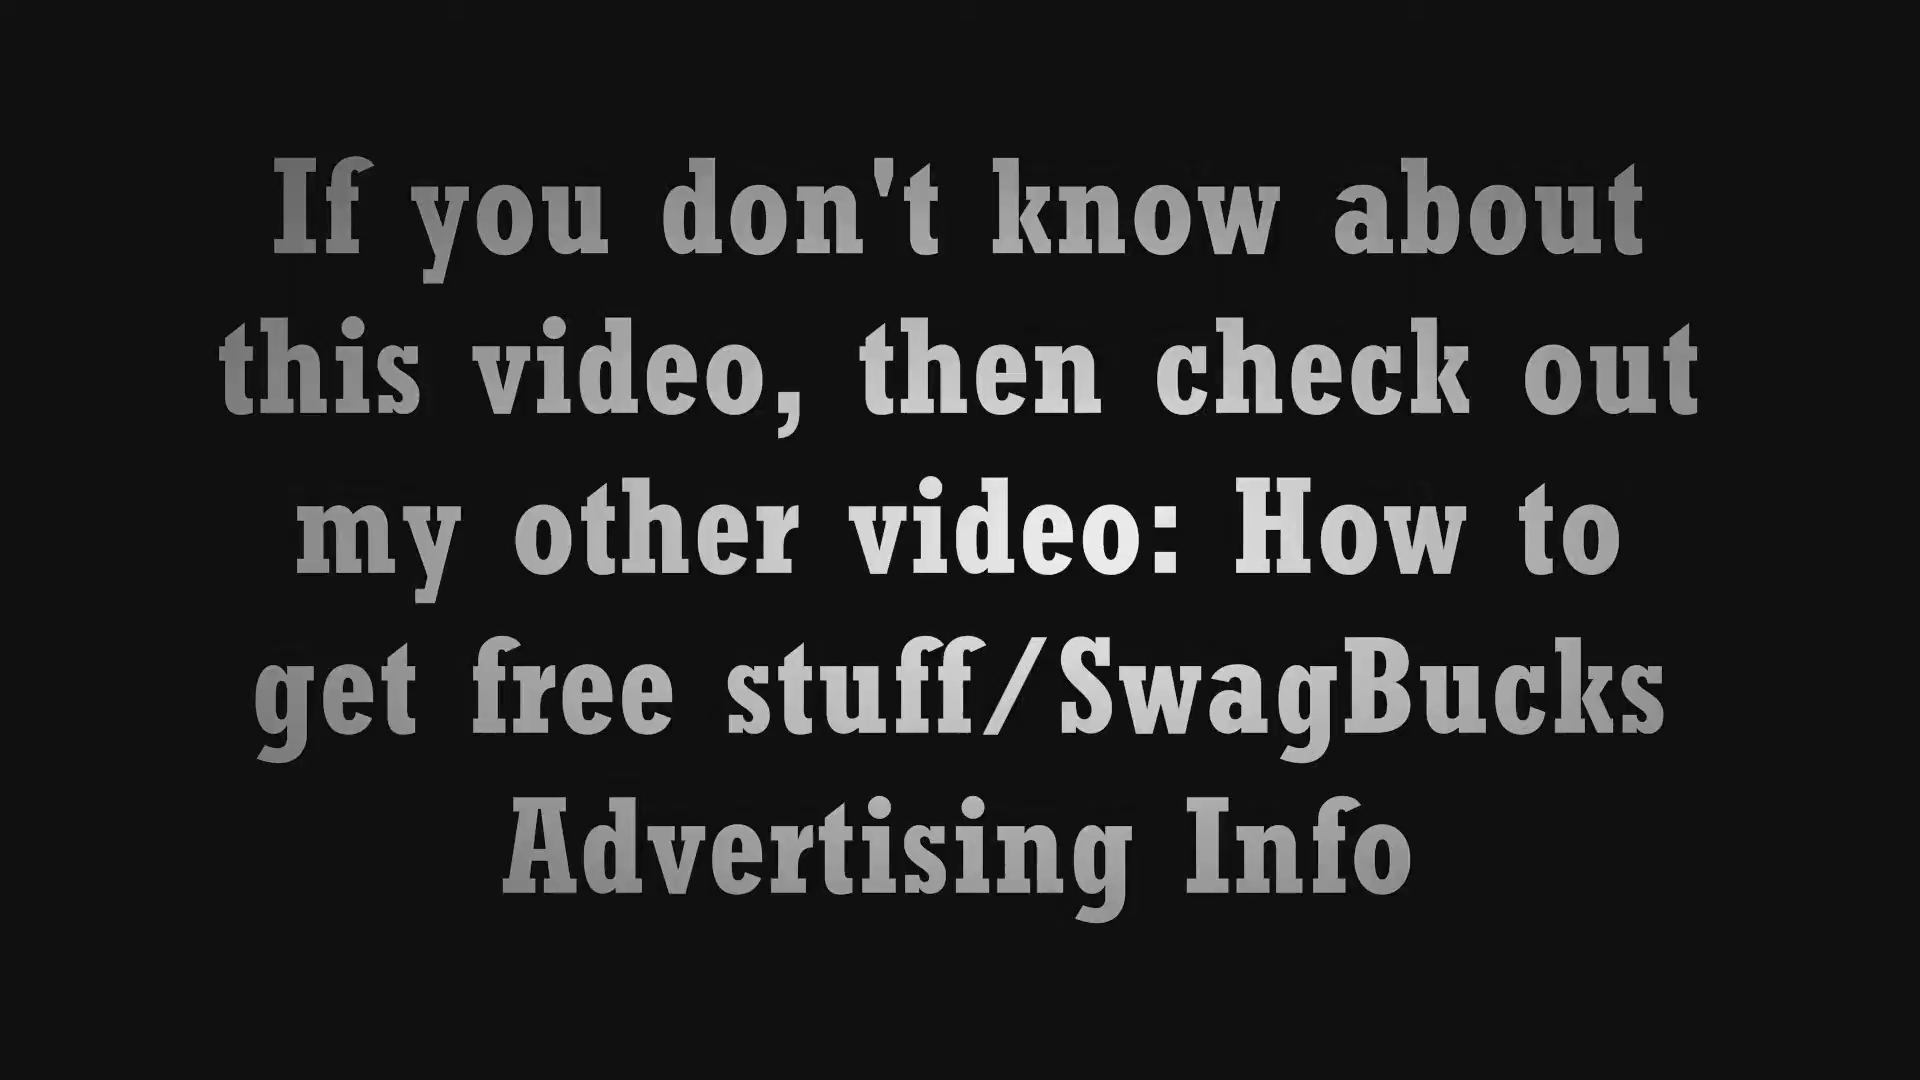 If you don't know about
this video, then check out
my other video: How to
get free stuff/SwagBucks
Advertising Info